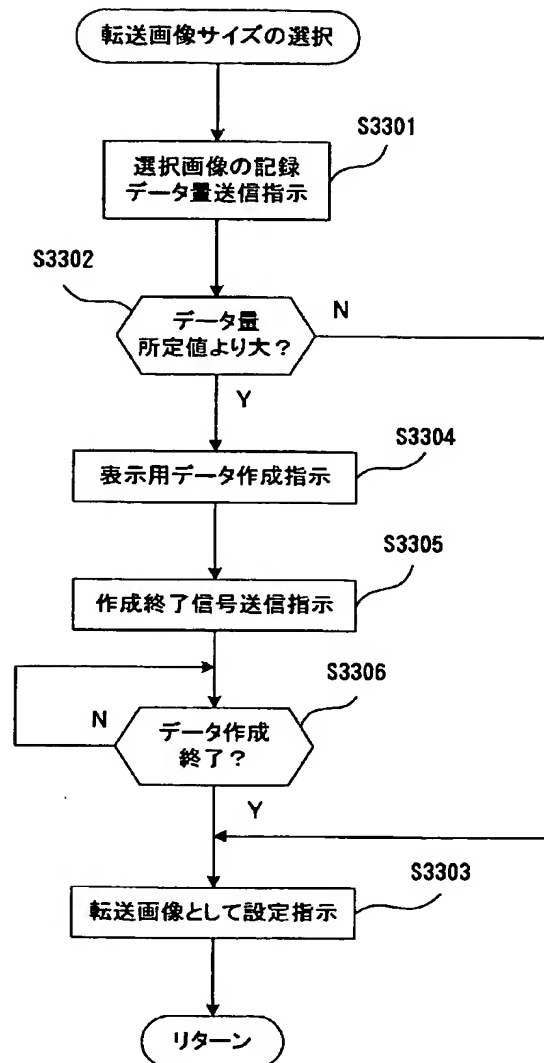 転送画像サイズの選択
S3301
選択画像の記録
データ量送信指示
S3302
データ量
所定値より大？
N
Y
S3304
表示用データ作成指示
S3305
作成終了信号送信指示
S3306
データ作成
終了？
N
Y
S3303
転送画像として設定指示
リターン